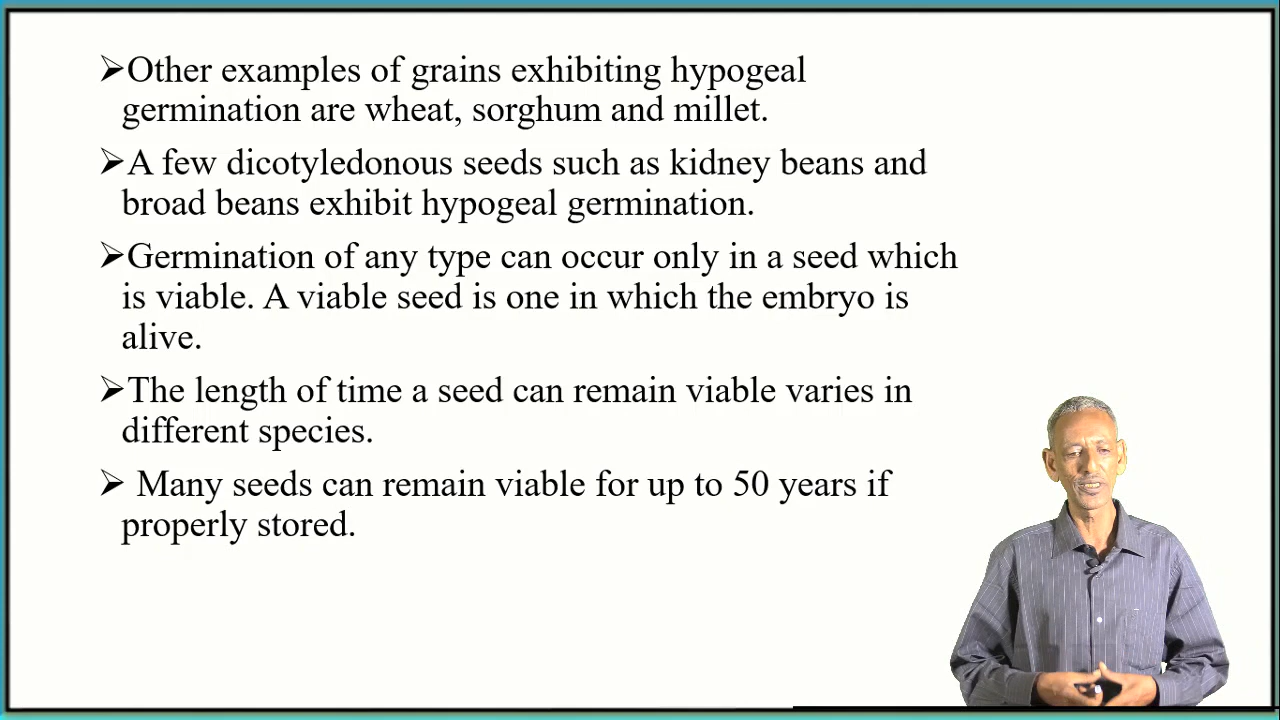 ➢Other examples of grains exhibiting hypogeal
germination are wheat, sorghum and millet.
➢A few dicotyledonous seeds such as kidney beans and
broad beans exhibit hypogeal germination.
➢Germination of any type can occur only in a seed which
is viable. A viable seed is one in which the embryo is
alive.
➢The length of time a seed can remain viable varies in
different species.
➢ Many seeds can remain viable for up to 50 years if
properly stored.